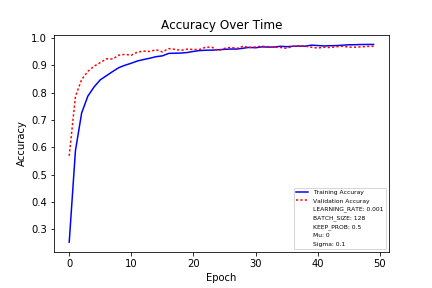 Accuracy Over Time
1.0
0.9
0.8
0.7
0.6
0.5
0.4
0.3
Accuracy
Training Accuray
Validation Accuray
LEARNING_RATE: 0.001
BATCH_SIZE: 128
KEEP_PROB: 0.5
Mu: 0
Sigma: 0.1
0 10 20 30 40 50
Epoch